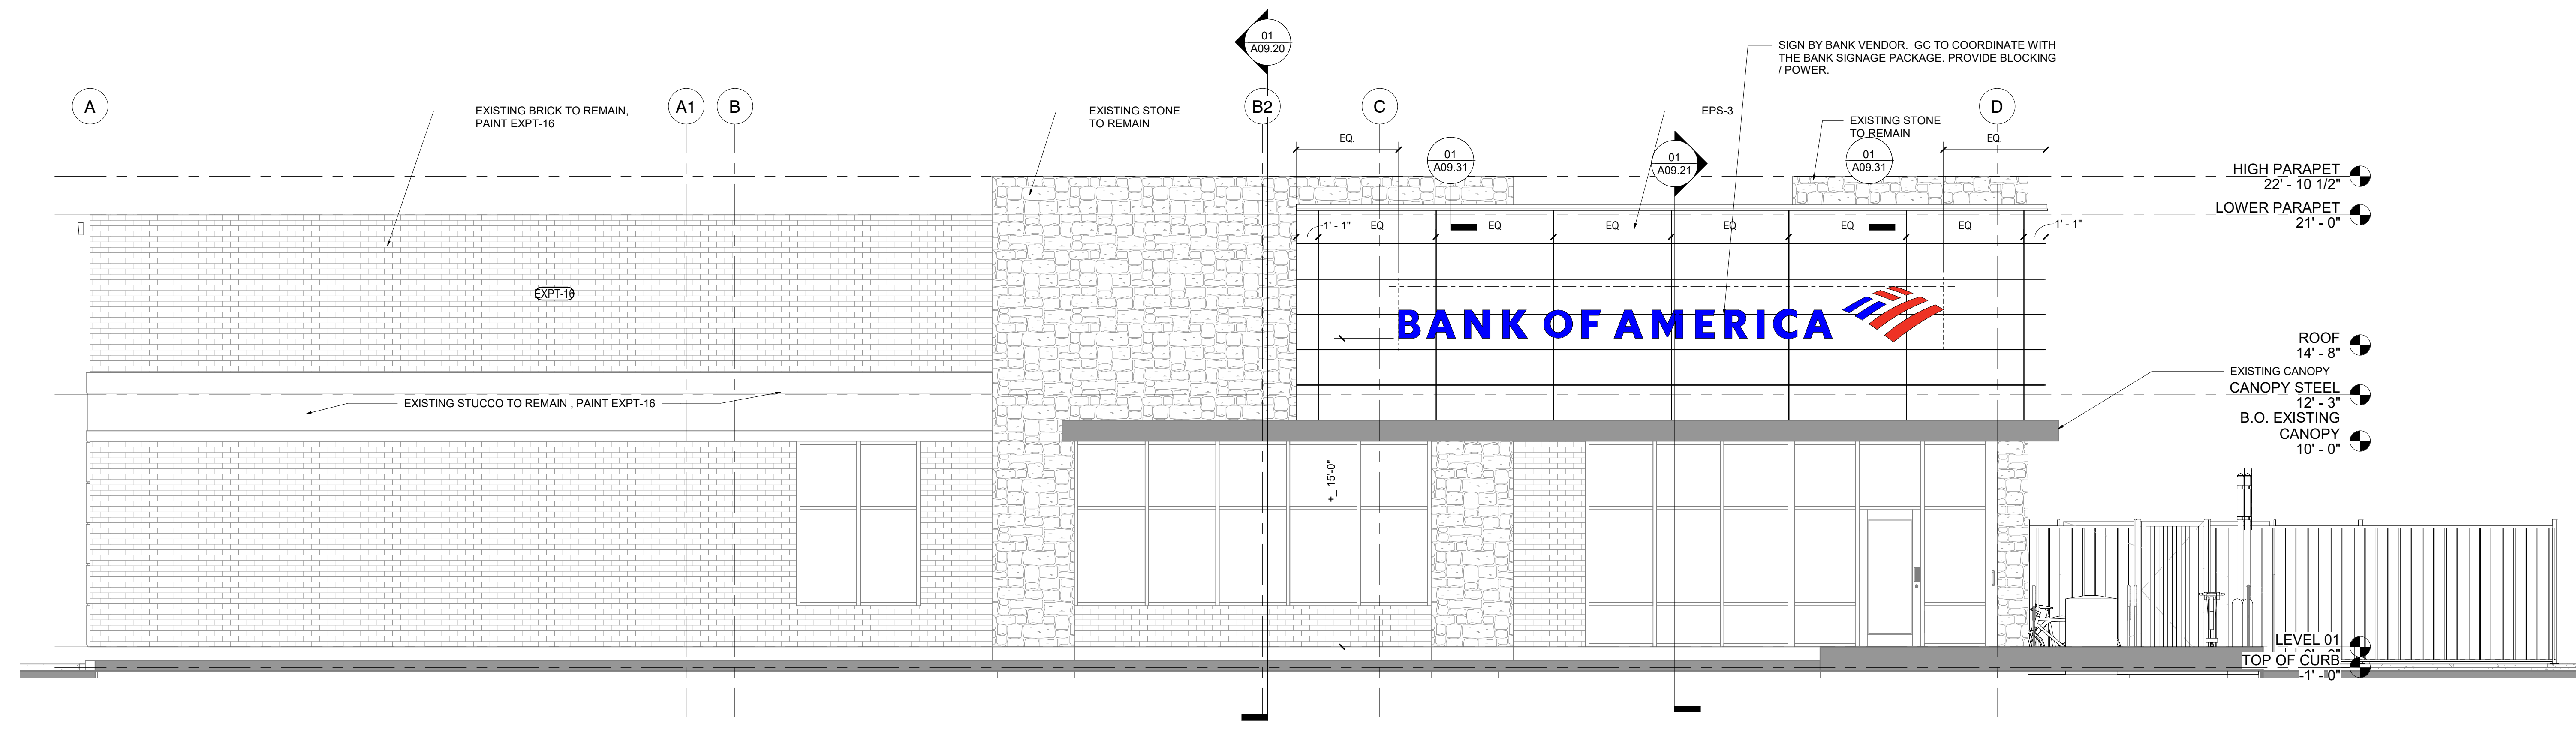 01
A09.20
SIGN BY BANK VENDOR. GC TO COORDINATE WITH
THE BANK SIGNAGE PACKAGE. PROVIDE BLOCKING
/ POWER.
A
A1
B
B2
C
D
EXISTING BRICK TO REMAIN,
PAINT EXPT-16
EXISTING STONE
TO REMAIN
EPS-3
EXISTING STONE
TO REMAIN
EQ.
EQ.
01
A09.31
01
A09.21
01
A09.31
HIGH PARAPET
22' - 10 1/2"
LOWER PARAPET
21' - 0"
1' - 1"
EQ
EQ
EQ
EQ
EQ
EQ
1' - 1"
EXPT-16
BANK OF AMERICA
ROOF
14' - 8"
EXISTING CANOPY
CANOPY STEEL
12' - 3"
EXISTING STUCCO TO REMAIN , PAINT EXPT-16
B.O. EXISTING
CANOPY
10' - 0"
+_ 15'-0"
LEVEL 01
TOP OF CURB
-1' - 0"